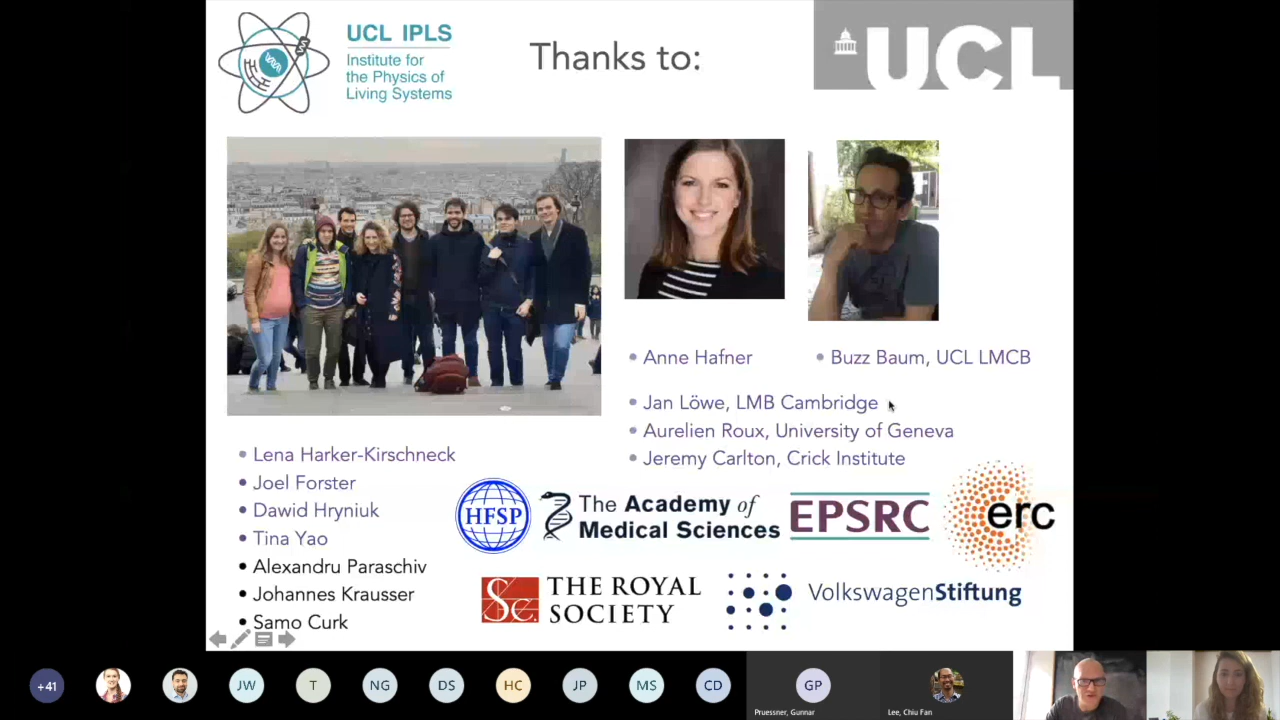 UCL IPLS
Institute for
the Physics of
Living Systems
Thanks to:
UCL
• Anne Hafner
• Buzz Baum, UCL LMCB
• Jan Löwe, LMB Cambridge
• Aurelien Roux, University of Geneva
• Jeremy Carlton, Crick Institute
• Lena Harker-Kirschneck
• Joel Forster
• Dawid Hryniuk
• Tina Yao
• Alexandru Paraschiv
• Johannes Krausser
• Samo Curk
HFSP
The Academy of
Medical Sciences
EPSRC
erc
THE ROYAL
SOCIETY
VolkswagenStiftung
+41
JW
T
NG
DS
HC
JP
MS
CD
GP
Pruessner, Gunnar
Lee, Chiu Fan